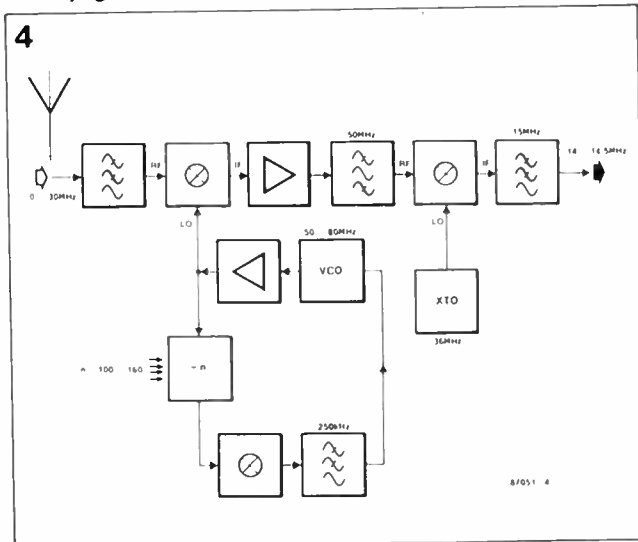 4
50MHz
15MHz
RF
IF
RF
IF
14 14.5MHz
0 30MHz
LO
LO
50 80MHz
VCO
XTO
36MHz
n 100 160
÷ n
250kHz
87051 4